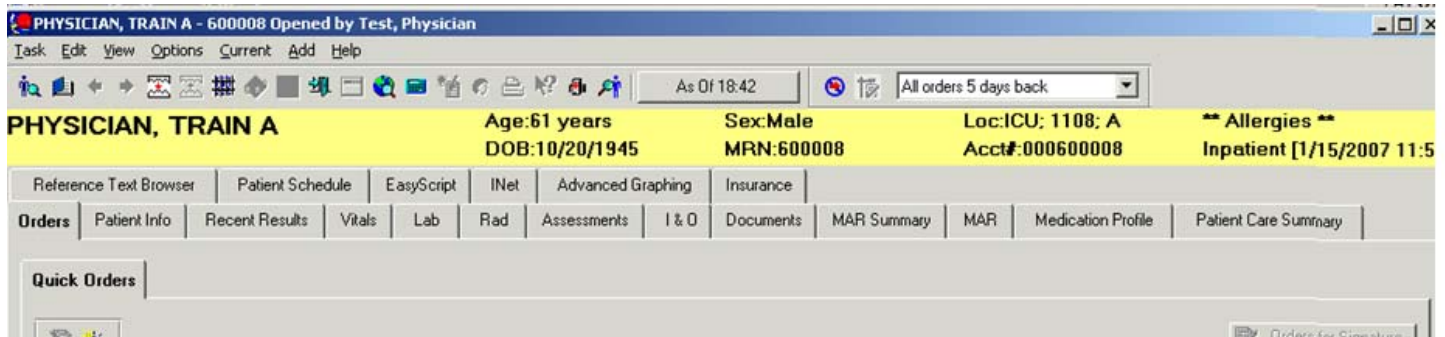 PHYSICIAN, TRAIN A - 600008 Opened by Test, Physician
Task Edit View Options Current Add Help
As Of 18:42 All orders 5 days back
PHYSICIAN, TRAIN A Age:61 years Sex:Male Loc:ICU; 1108; A ** Allergies **
DOB:10/20/1945 MRN:600008 Acct#:000600008 Inpatient [1/15/2007 11:5
Reference Text Browser Patient Schedule EasyScript INet Advanced Graphing Insurance
Orders Patient Info Recent Results Vitals Lab Rad Assessments I & O Documents MAR Summary MAR Medication Profile Patient Care Summary
Quick Orders
Orders for Signature